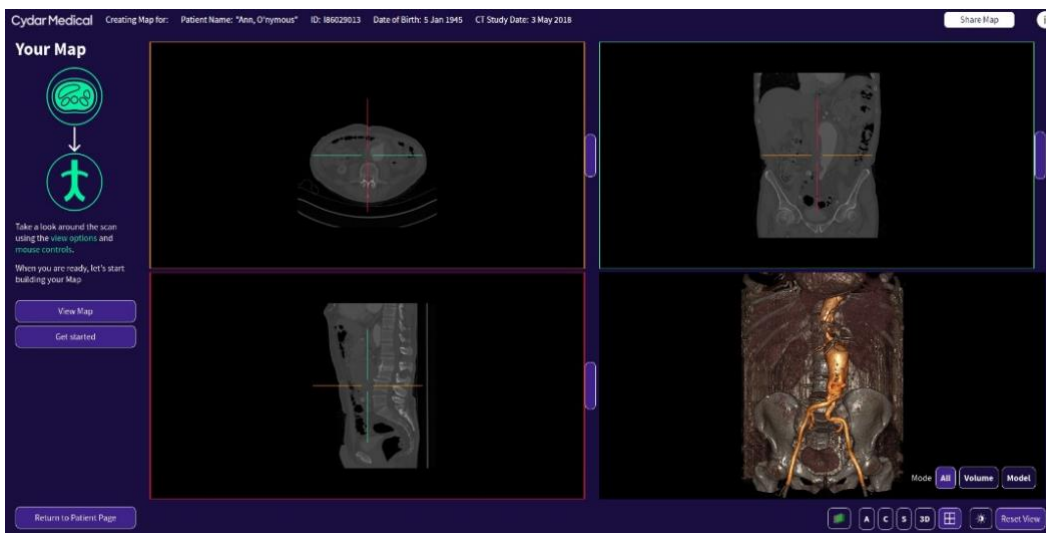 Cydar Medical Creating Map for: Patient Name: "Ann, O'nymous" ID: I86029013 Date of Birth: 5 Jan 1945 CT Study Date: 3 May 2018 Share Map
Your Map
Take a look around the scan
using the view options and
mouse controls.
When you are ready, let's start
building your Map
View Map
Get started
Mode All Volume Model
Return to Patient Page
A C S 3D Reset View